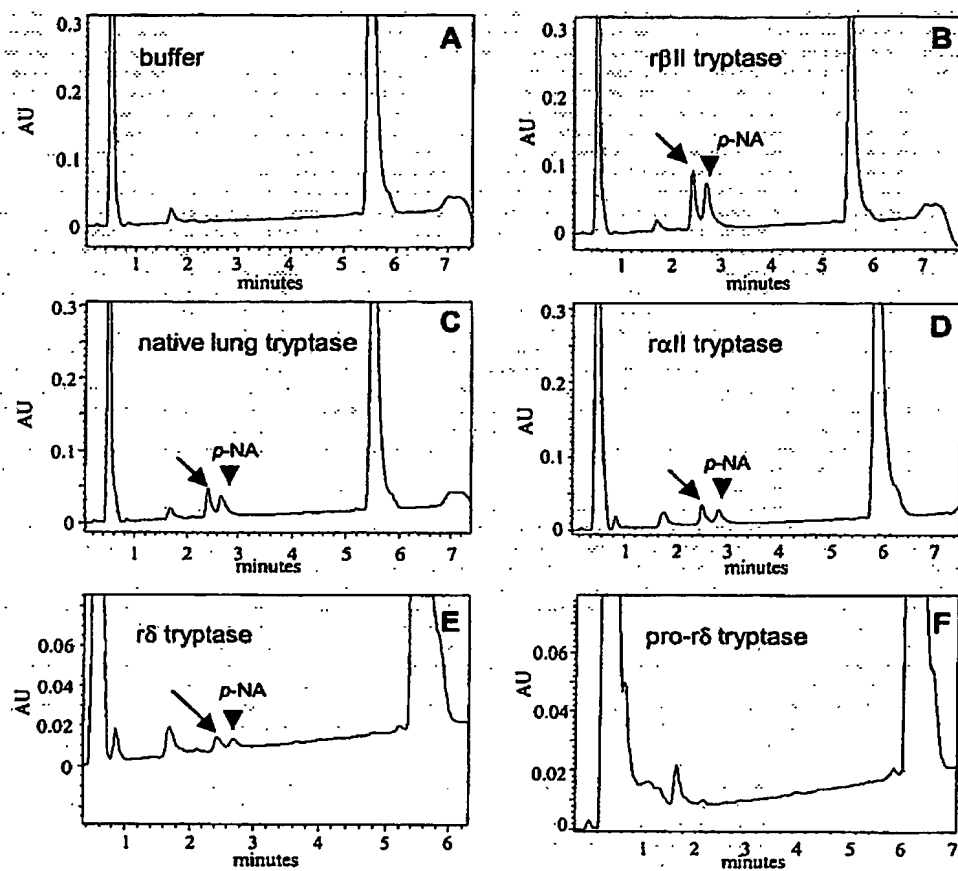 A
buffer
AU
0.3
0.2
0.1
0
1 2 3 4 5 6 7
minutes
B
rβII tryptase
p-NA
AU
0.3
0.2
0.1
0
1 2 3 4 5 6 7
minutes
C
native lung tryptase
p-NA
AU
0.3
0.2
0.1
0
1 2 3 4 5 6 7
minutes
D
rαII tryptase
p-NA
AU
0.3
0.2
0.1
0
1 2 3 4 5 6 7
minutes
E
rδ tryptase
p-NA
AU
0.06
0.04
0.02
0
1 2 3 4 5 6
minutes
F
pro-rδ tryptase
AU
0.06
0.04
0.02
0
1 2 3 4 5 6 7
minutes